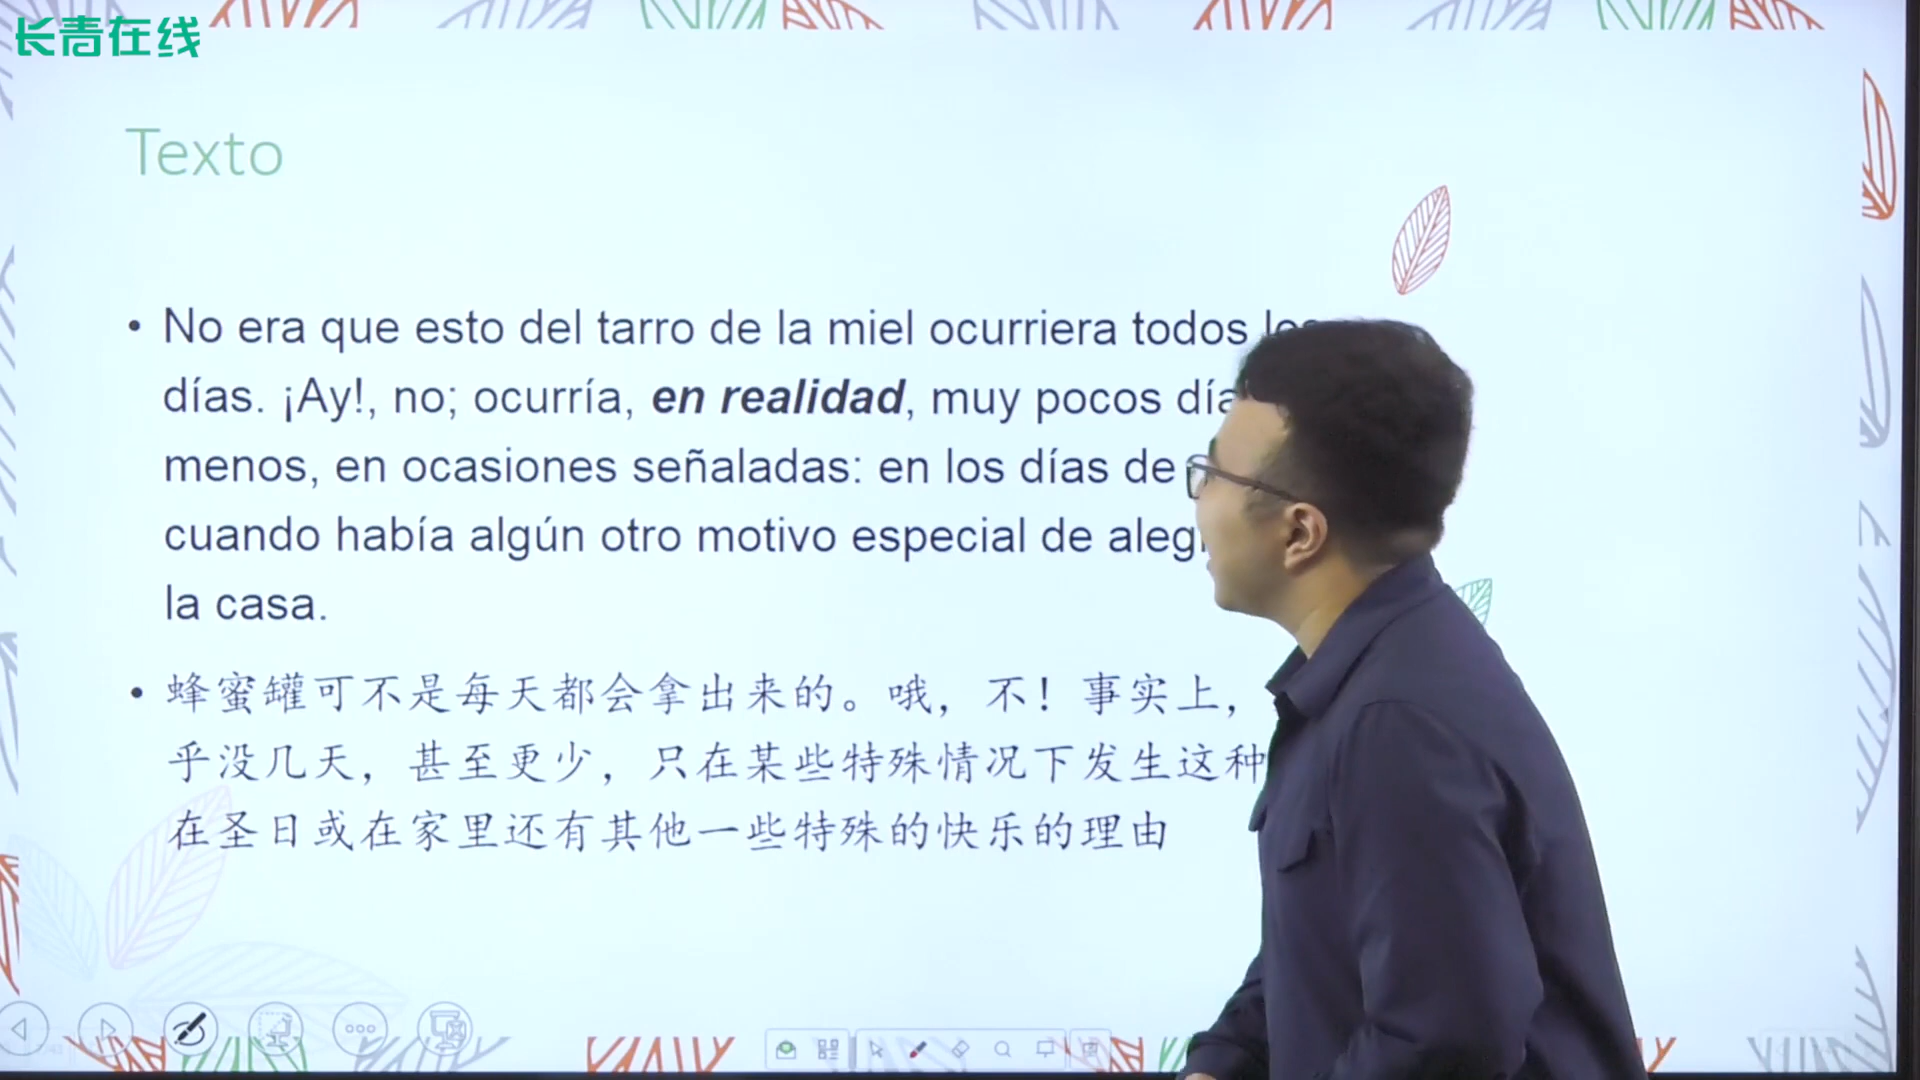 长青在线
Texto
• No era que esto del tarro de la miel ocurriera todos los
días. ¡Ay!, no; ocurría, en realidad, muy pocos
menos, en ocasiones señaladas: en los días de
cuando había algún otro motivo especial de
la casa.
• 蜂蜜罐可不是每天都会拿出来的。哦，不！事实上，
乎没几天，甚至更少，只在某些特殊情况下发生这种
在圣日或在家里还有其他一些特殊的快乐的理由